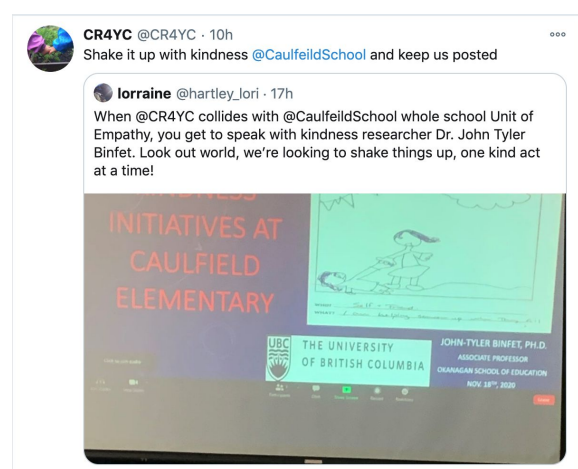 CR4YC @CR4YC · 10h
Shake it up with kindness @CaulfeildSchool and keep us posted
lorraine @hartley_lori · 17h
When @CR4YC collides with @CaulfeildSchool whole school Unit of
Empathy, you get to speak with kindness researcher Dr. John Tyler
Binfet. Look out world, we're looking to shake things up, one kind act
at a time!
KINDNESS
INITIATIVES AT
CAULFIELD
ELEMENTARY
UBC
THE UNIVERSITY
OF BRITISH COLUMBIA
JOHN-TYLER BINFET, PH.D.
ASSOCIATE PROFESSOR
OKANAGAN SCHOOL OF EDUCATION
NOV. 18TH, 2020